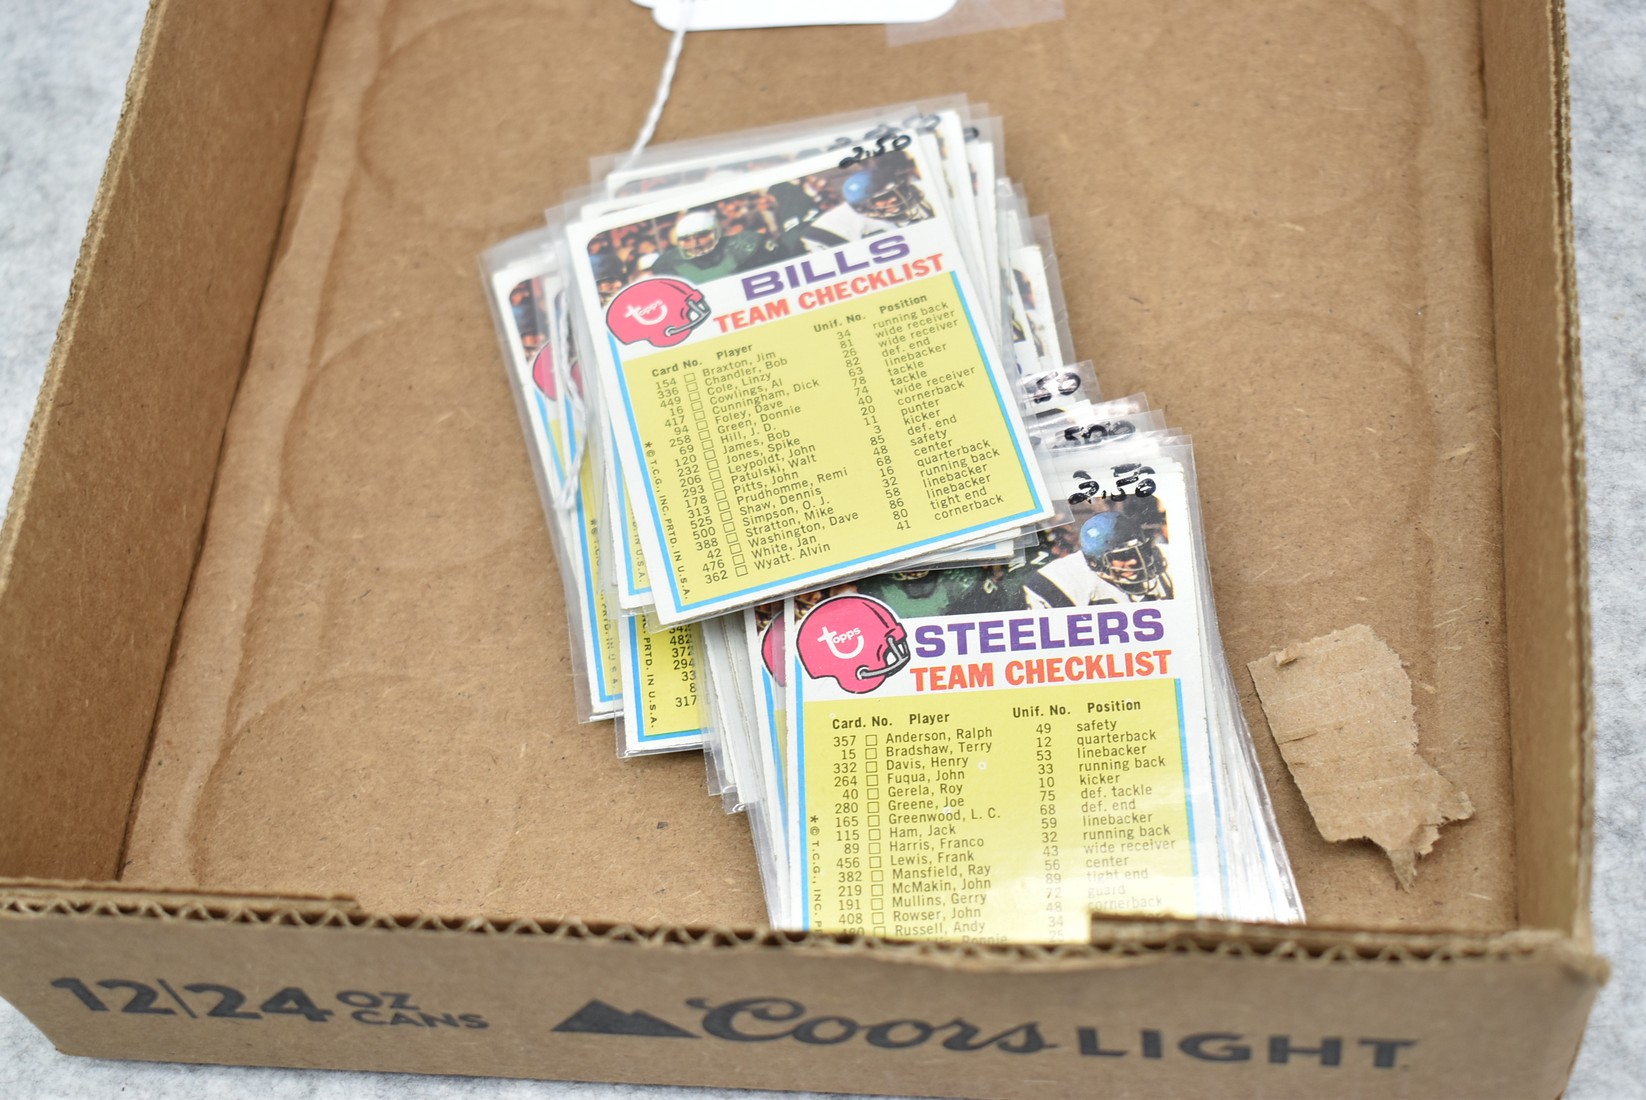 2.50
BILLS
TEAM CHECKLIST
topps
Card No. Player Unif. No. Position
154 Braxton, Jim 34 running back
336 Chandler, Bob 81 wide receiver
449 Cole, Linzy 26 wide receiver
16 Cowlings, Al 82 def. end
417 Cunningham, Dick 63 linebacker
94 Foley, Dave 78 tackle
258 Green, Donnie 74 tackle
69 Hill, J. D. 40 wide receiver
120 James, Bob 20 cornerback
232 Jones, Spike 11 punter
206 Leypoldt, John 3 kicker
293 Patulski, Walt 85 def. end
178 Pitts, John 48 safety
313 Prudhomme, Remi 68 center
525 Shaw, Dennis 16 quarterback
500 Simpson, O. J. 32 running back
388 Stratton, Mike 58 linebacker
42 Washington, Dave 86 linebacker
476 White, Jan 80 tight end
362 Wyatt. Alvin 41 cornerback
*© T.C.G., INC. PRTD. IN U.S.A.
482
372
294
33
8
317
PRTD. IN U.S.A.
2.50
topps
STEELERS
TEAM CHECKLIST
Card. No. Player Unif. No. Position
357 Anderson, Ralph 49 safety
15 Bradshaw, Terry 12 quarterback
332 Davis, Henry 53 linebacker
264 Fuqua, John 33 running back
40 Gerela, Roy 10 kicker
280 Greene, Joe 75 def. tackle
165 Greenwood, L. C. 68 def. end
115 Ham, Jack 59 linebacker
89 Harris, Franco 32 running back
456 Lewis, Frank 43 wide receiver
382 Mansfield, Ray 56 center
219 McMakin, John 89 tight end
191 Mullins, Gerry 72 guard
408 Rowser, John 48 cornerback
490 Russell, Andy 34
*© T.C.G., INC. P
12|24 OZ CANS
Coors LIGHT